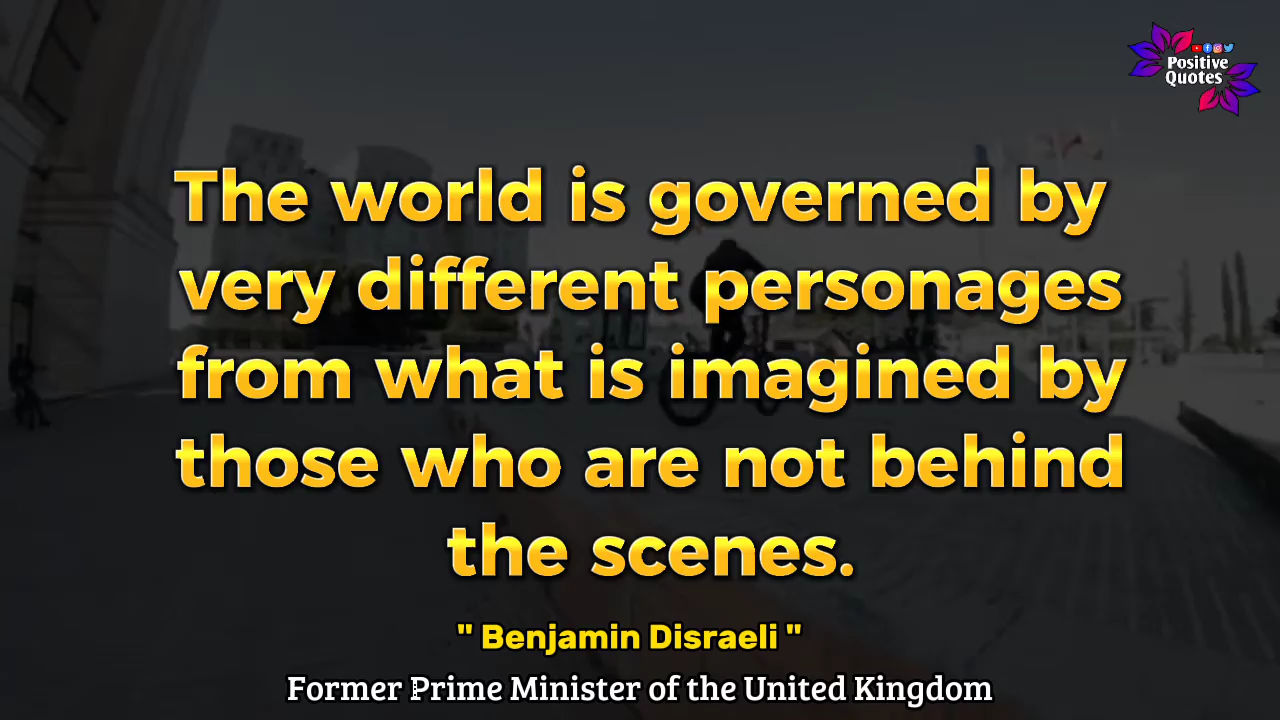 Positive
Quotes
The world is governed by
very different personages
from what is imagined by
those who are not behind
the scenes.
" Benjamin Disraeli "
Former Prime Minister of the United Kingdom